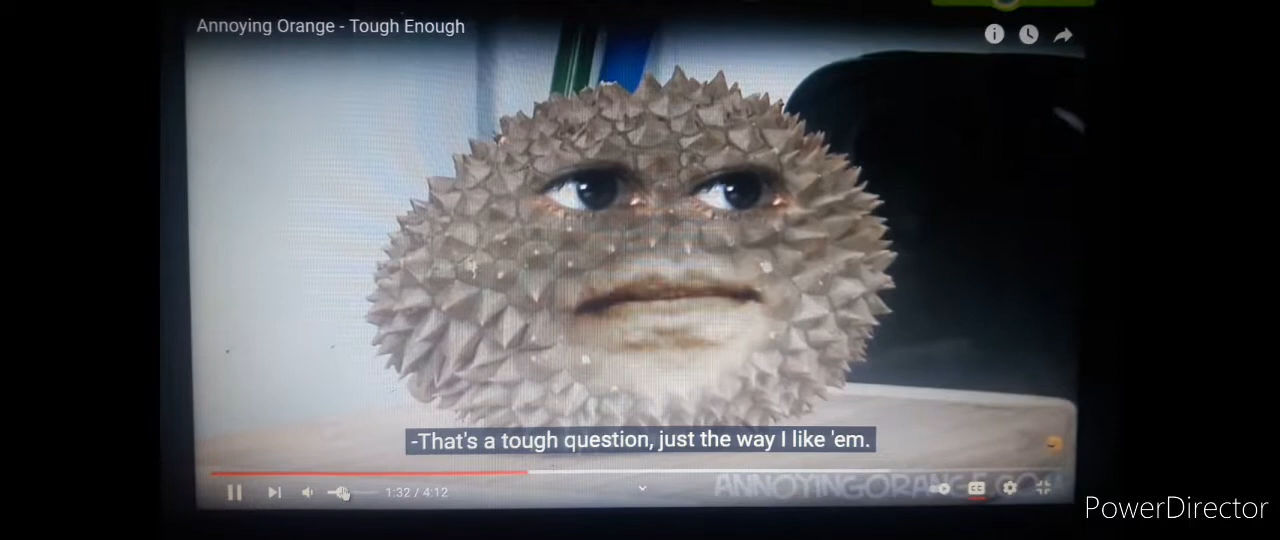 Annoying Orange - Tough Enough
-That's a tough question, just the way I like 'em.
1:32 / 4:12
ANNOYINGORANGE.COM
CC
PowerDirector